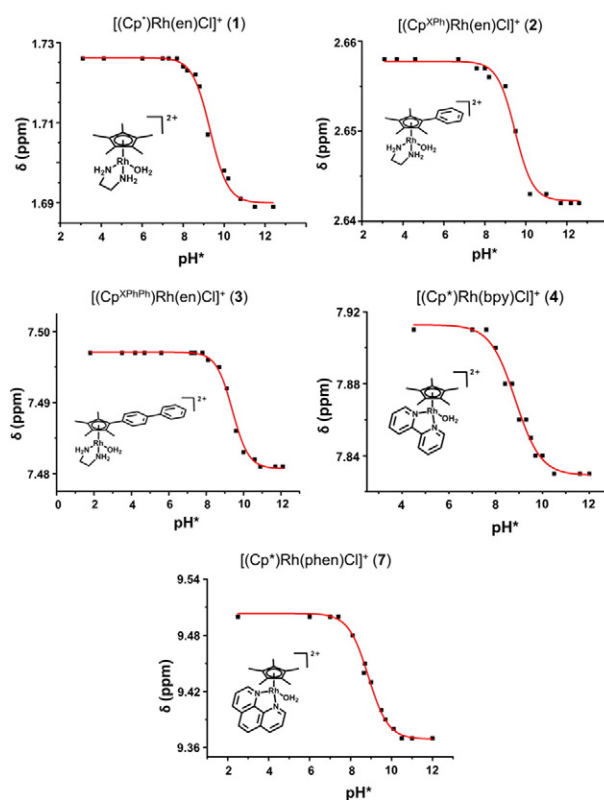 [(Cp*)Rh(en)Cl]⁺ (1)
1.73
1.71
1.69
δ (ppm)
2 4 6 8 10 12 14
pH*
2+
Rh
H₂N
OH₂
NH₂
[(Cp^XPh)Rh(en)Cl]⁺ (2)
2.66
2.65
2.64
δ (ppm)
2 4 6 8 10 12 14
pH*
2+
Rh
H₂N
OH₂
NH₂
[(Cp^XPhPh)Rh(en)Cl]⁺ (3)
7.50
7.49
7.48
δ (ppm)
0 2 4 6 8 10 12
pH*
2+
Rh
H₂N
OH₂
NH₂
[(Cp*)Rh(bpy)Cl]⁺ (4)
7.92
7.88
7.84
δ (ppm)
4 6 8 10 12
pH*
2+
Rh
N
OH₂
N
[(Cp*)Rh(phen)Cl]⁺ (7)
9.54
9.48
9.42
9.36
δ (ppm)
2 4 6 8 10 12
pH*
2+
Rh
N
OH₂
N